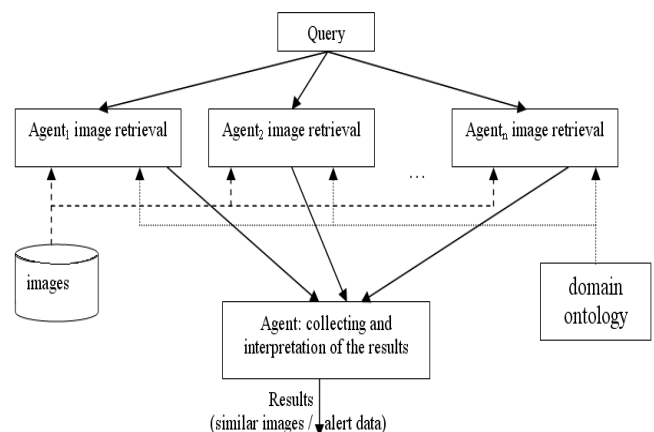 Query
Agent₁ image retrieval
Agent₂ image retrieval
Agentₙ image retrieval
...
images
domain
ontology
Agent: collecting and
interpretation of the results
Results
(similar images / alert data)